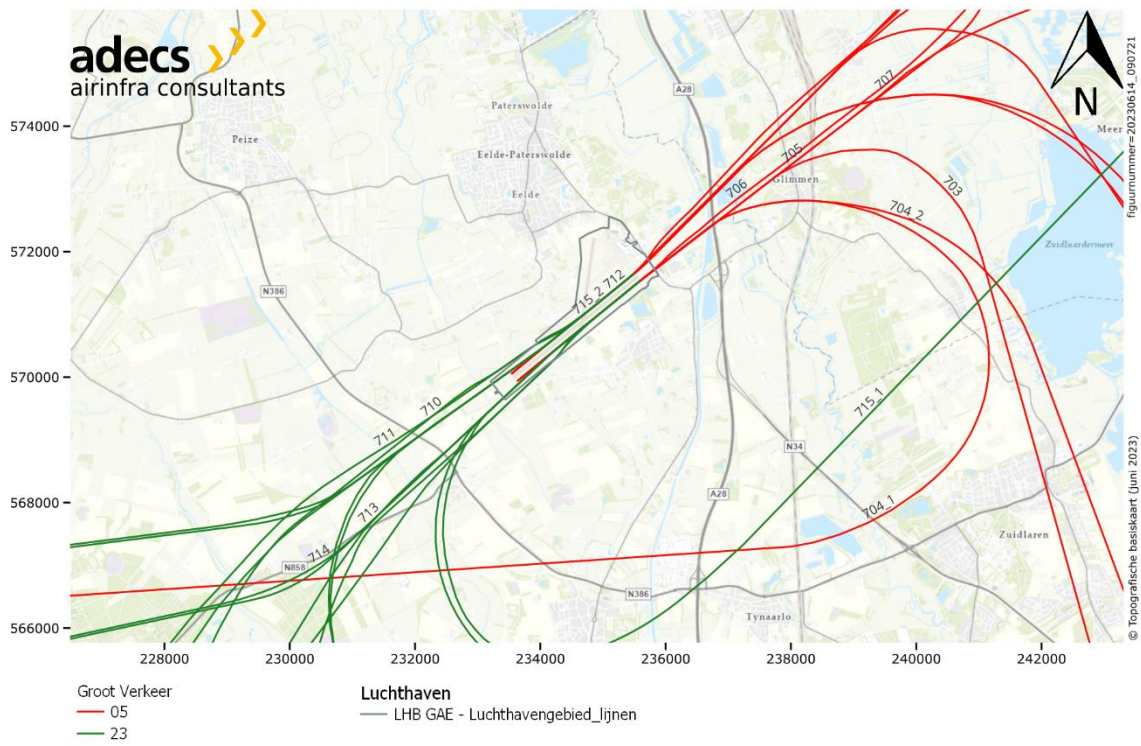 adecs
airinfra consultants
N
figuurnummer=20230614_090721
© Topografische basiskaart (juni 2023)
574000
572000
570000
568000
566000
228000
230000
232000
234000
236000
238000
240000
242000
Peize
Paterswolde
Eelde-Paterswolde
Eelde
A28
707
Meer
705
Glimmen
706
703
704_2
Zuidlaardermeer
N386
715_2 712
715_1
710
711
N34
A28
713
704_1
Zuidlaren
714
N858
N386
Tynaarlo
Groot Verkeer
05
23
Luchthaven
LHB GAE - Luchthavengebied_lijnen